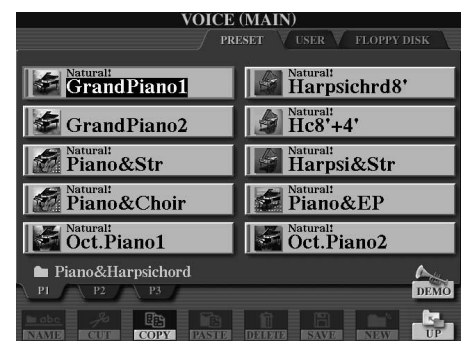 VOICE (MAIN)
PRESET USER FLOPPY DISK
Natural! GrandPiano1
Natural! Harpsichrd8'
GrandPiano2
Natural! Hc8'+4'
Natural! Piano&Str
Natural! Harpsi&Str
Natural! Piano&Choir
Natural! Piano&EP
Natural! Oct.Piano1
Natural! Oct.Piano2
Piano&Harpsichord
P1 P2 P3
DEMO
abc
NAME CUT COPY PASTE DELETE SAVE NEW UP